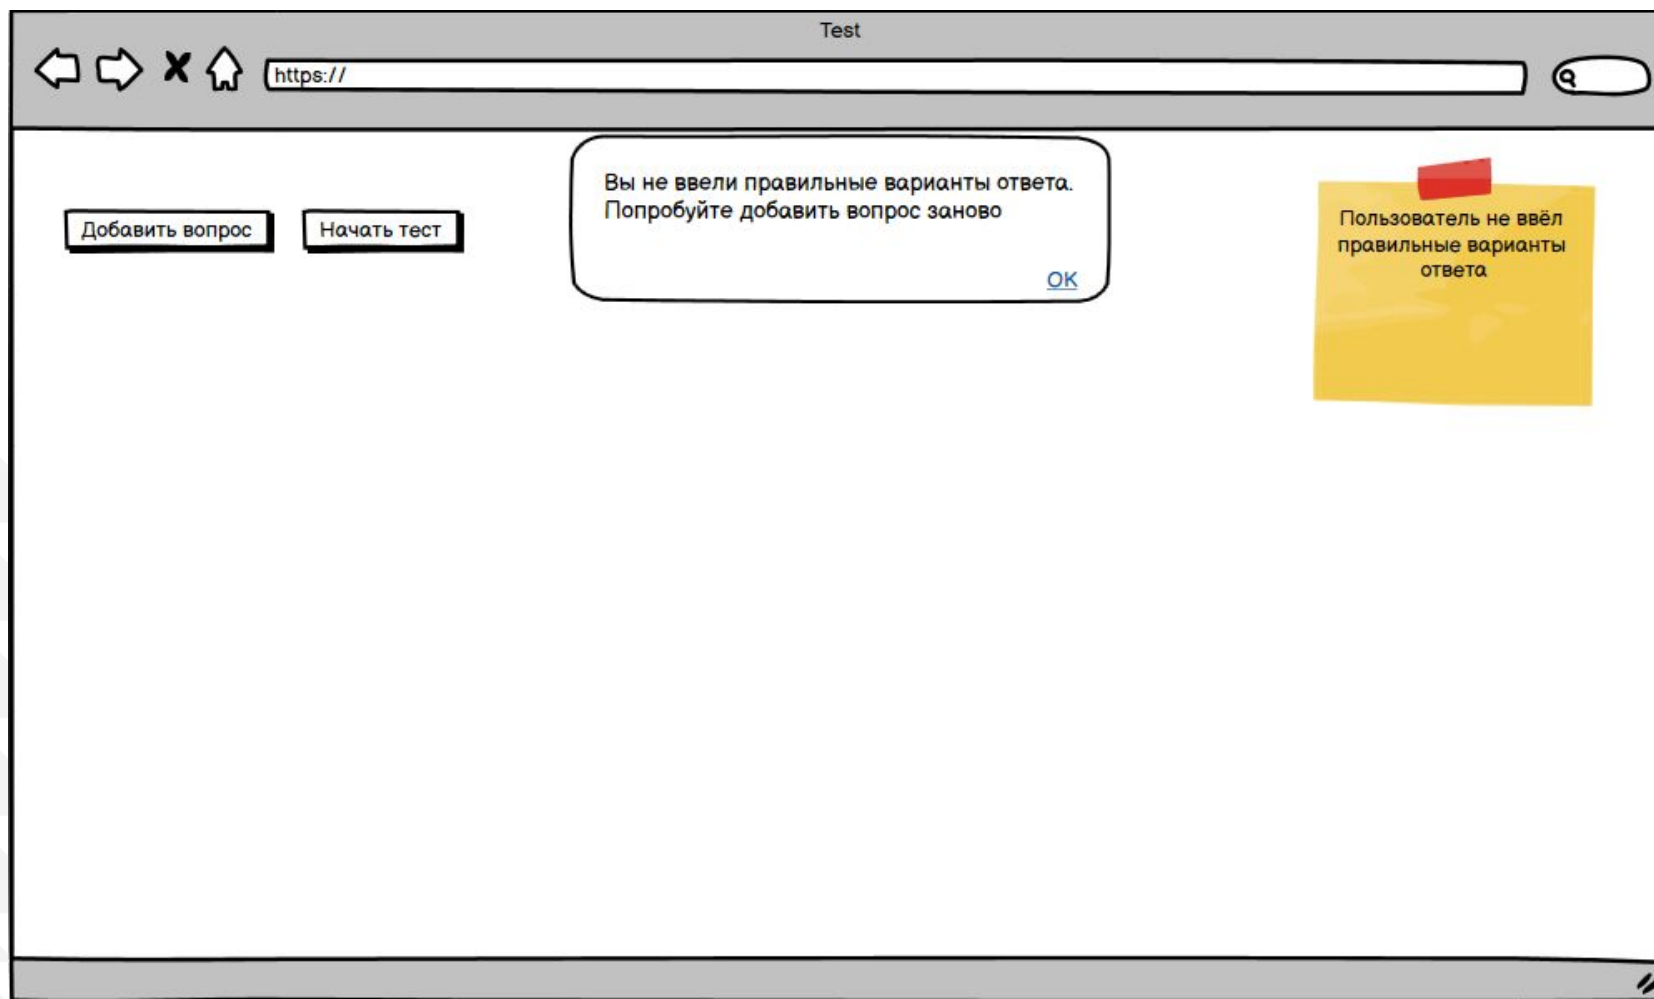 Test
https://
Добавить вопрос
Начать тест
Вы не ввели правильные варианты ответа.
Попробуйте добавить вопрос заново
OK
Пользователь не ввёл
правильные варианты
ответа